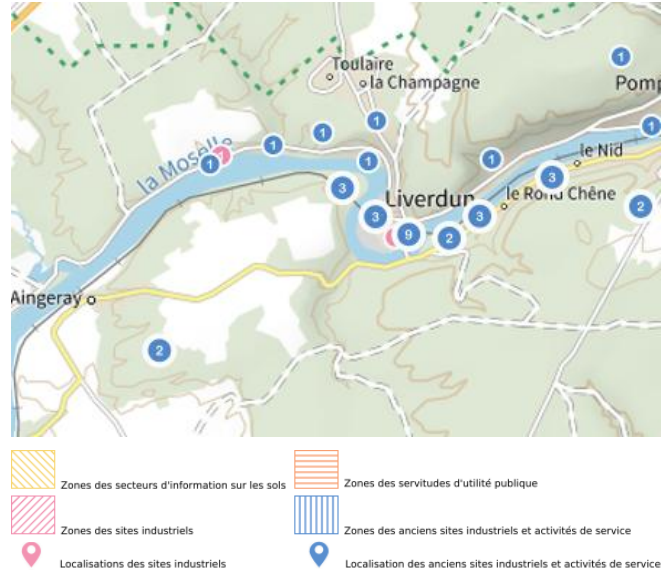 1
Toulaire
la Champagne
Pomp
1
1
1
1
la Moselle
1
1
1
le Nid
3
3
Liverdun
le Rond Chêne
3
3
9
2
2
Aingeray
2
Zones des secteurs d'information sur les sols
Zones des servitudes d'utilité publique
Zones des sites industriels
Zones des anciens sites industriels et activités de service
Localisations des sites industriels
Localisation des anciens sites industriels et activités de service